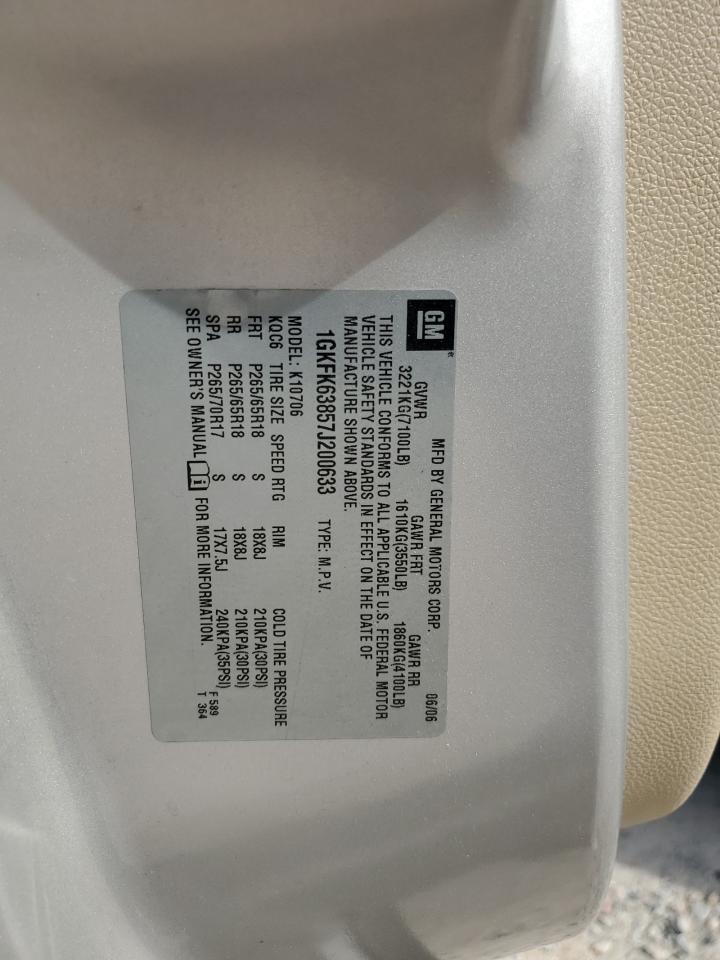 GM®
MFD BY GENERAL MOTORS CORP. 06/06
GVWR GAWR FRT GAWR RR
3221KG(7100LB) 1610KG(3550LB) 1860KG(4100LB)
THIS VEHICLE CONFORMS TO ALL APPLICABLE U.S. FEDERAL MOTOR
VEHICLE SAFETY STANDARDS IN EFFECT ON THE DATE OF
MANUFACTURE SHOWN ABOVE.
1GKFK63857J200633 TYPE: M.P.V.
MODEL: K10706
KQC6 TIRE SIZE SPEED RTG RIM COLD TIRE PRESSURE
FRT P265/65R18 S 18X8J 210KPA(30PSI)
RR P265/65R18 S 18X8J 210KPA(30PSI)
SPA P265/70R17 S 17X7.5J 240KPA(35PSI)
SEE OWNER'S MANUAL i FOR MORE INFORMATION.
F 589
T 364